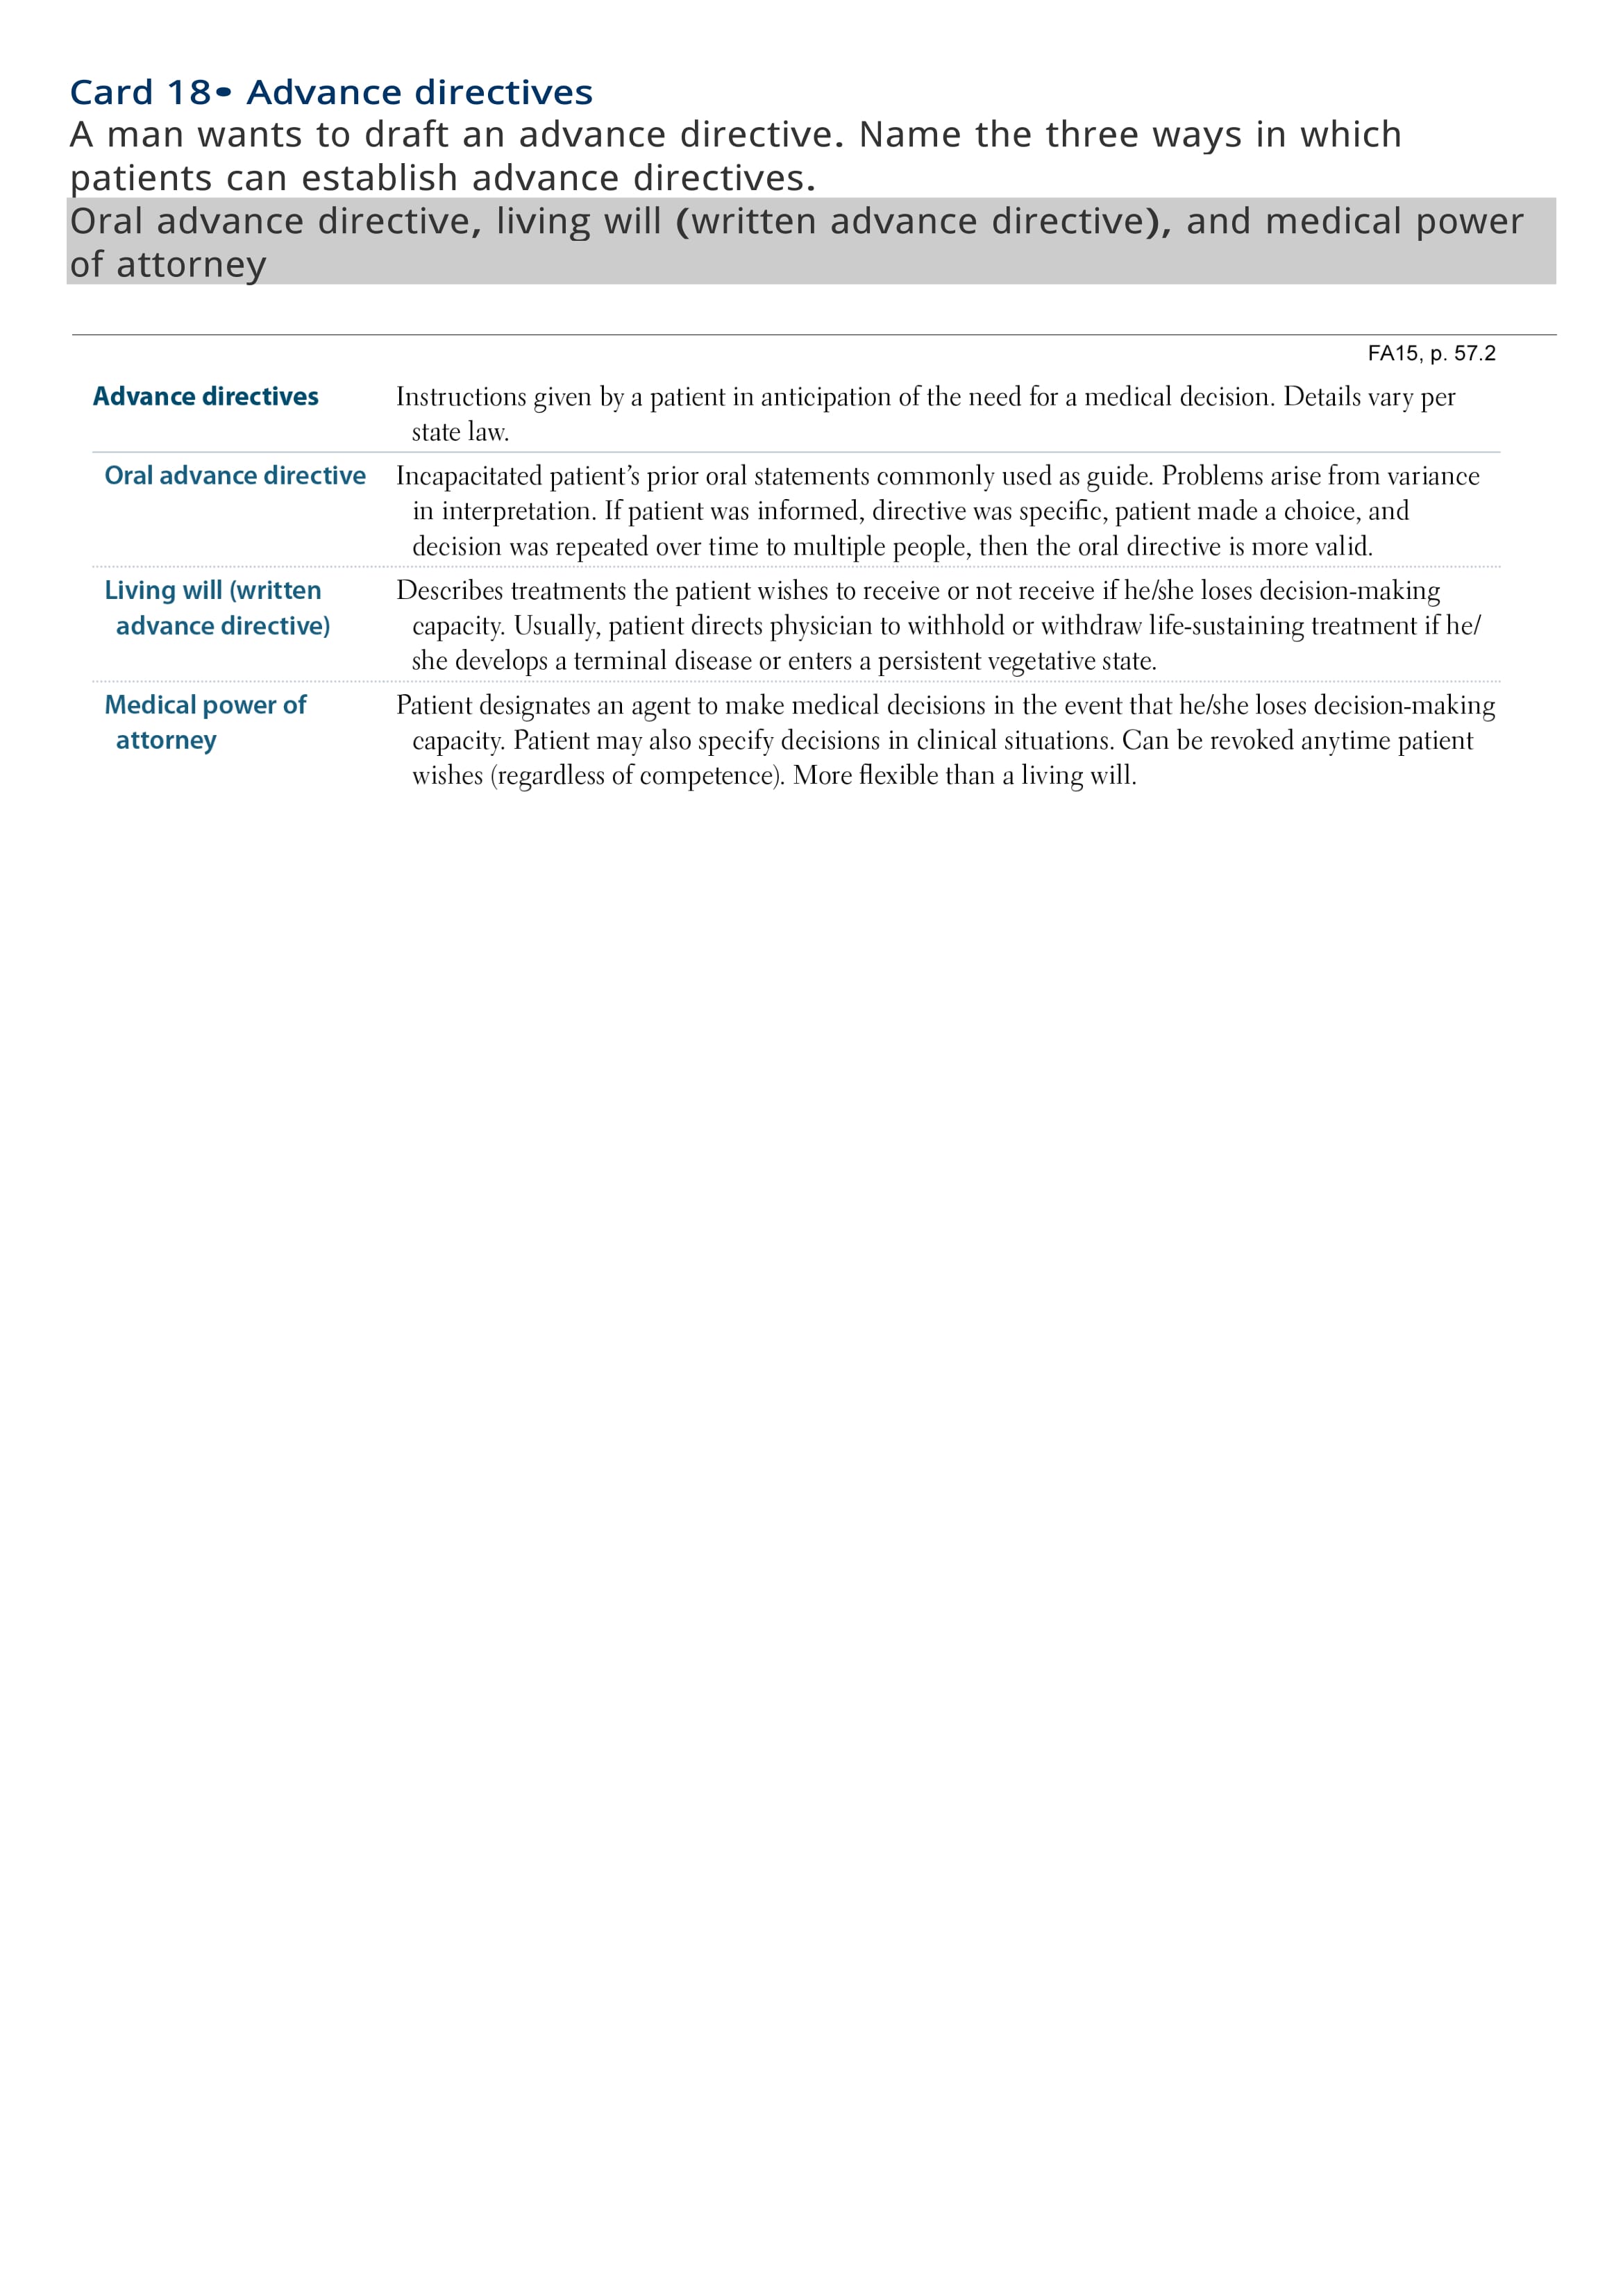 Card 18• Advance directives
A man wants to draft an advance directive. Name the three ways in which
patients can establish advance directives.
Oral advance directive, living will (written advance directive), and medical power
of attorney
FA15, p. 57.2
Advance directives Instructions given by a patient in anticipation of the need for a medical decision. Details vary per
state law.
Oral advance directive Incapacitated patient’s prior oral statements commonly used as guide. Problems arise from variance
in interpretation. If patient was informed, directive was specific, patient made a choice, and
decision was repeated over time to multiple people, then the oral directive is more valid.
Living will (written Describes treatments the patient wishes to receive or not receive if he/she loses decision-making
advance directive) capacity. Usually, patient directs physician to withhold or withdraw life-sustaining treatment if he/
she develops a terminal disease or enters a persistent vegetative state.
Medical power of Patient designates an agent to make medical decisions in the event that he/she loses decision-making
attorney capacity. Patient may also specify decisions in clinical situations. Can be revoked anytime patient
wishes (regardless of competence). More flexible than a living will.